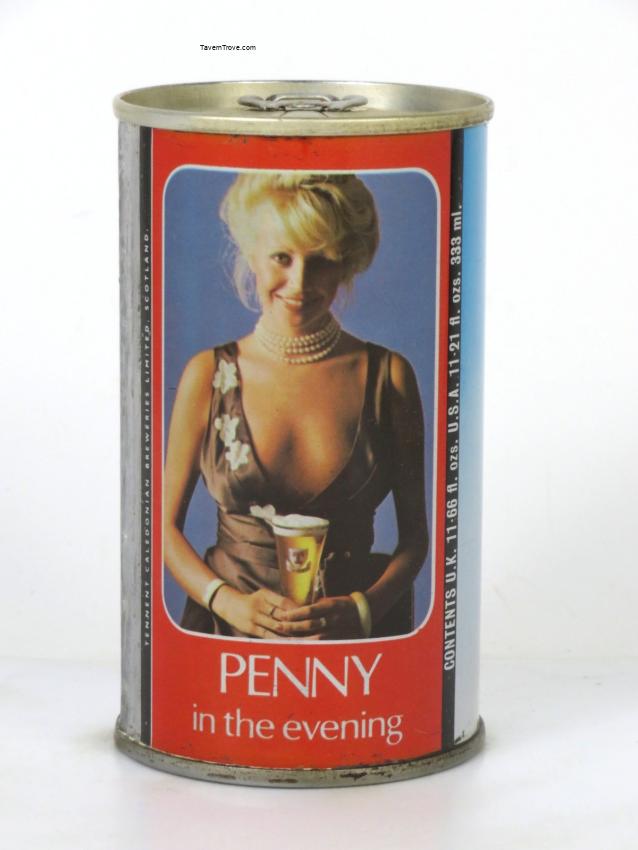 TavernTrove.com
TENNENT CALEDONIAN BREWERIES LIMITED. SCOTLAND.
PENNY
in the evening
CONTENTS U.K. 11·66 fl. ozs. U.S.A. 11·21 fl. ozs. 333 ml.